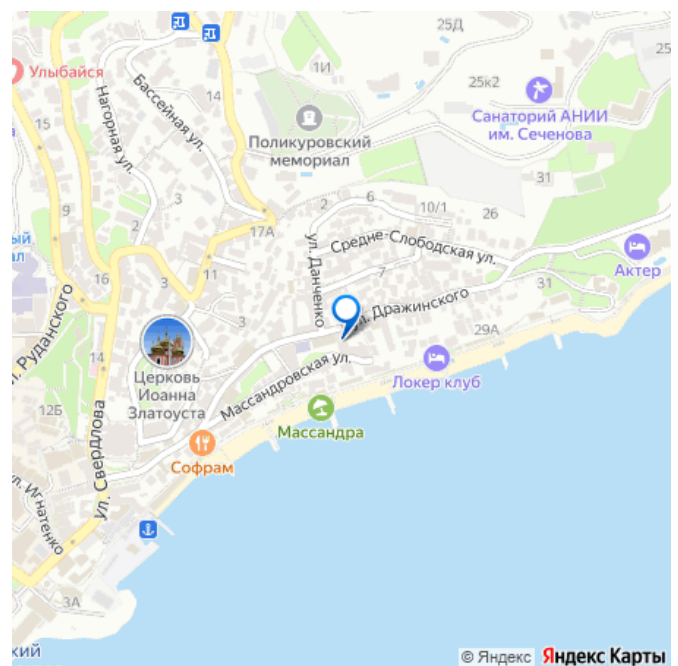 25Д
1И
25к2
Улыбайся
Санаторий АНИИ
им. Сеченова
Нагорная ул.
Бассейная ул.
14
15
Поликуровский
мемориал
31
9
2
6
10/1
26
17А
Средне-Слободская ул.
ный
ал
ул. Данченко
7
Актер
16
11
3
3
31
ул. Дражинского
ул. Руданского
29А
14
Церковь
Иоанна
Златоуста
Массандровская ул.
Локер клуб
12Б
Массандра
Софрам
ул. Свердлова
ул. Игнатенко
3А
кий
© Яндекс Яндекс Карты